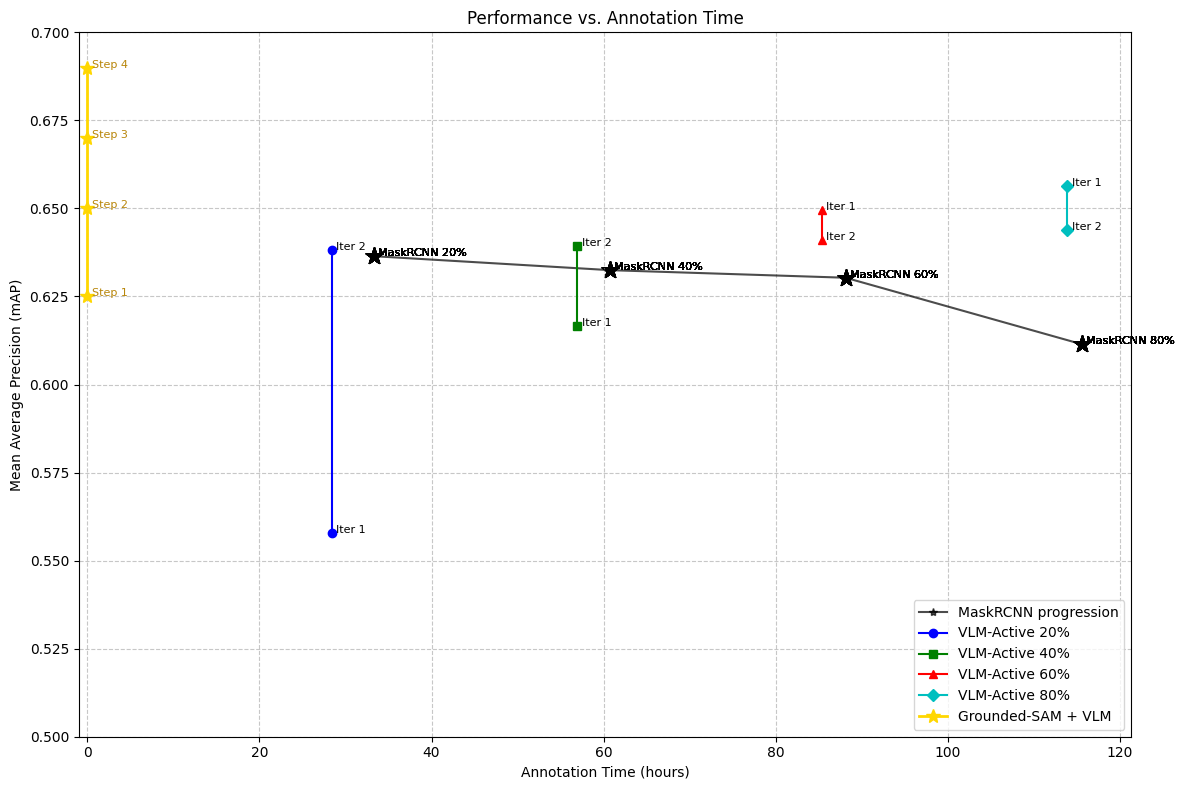 Performance vs. Annotation Time
Mean Average Precision (mAP)
0.700
0.675
0.650
0.625
0.600
0.575
0.550
0.525
0.500
Step 4
Step 3
Step 2
Step 1
Iter 2
Iter 1
MaskRCNN 20%
Iter 2
Iter 1
MaskRCNN 40%
Iter 1
Iter 2
MaskRCNN 60%
Iter 1
Iter 2
MaskRCNN 80%
MaskRCNN progression
VLM-Active 20%
VLM-Active 40%
VLM-Active 60%
VLM-Active 80%
Grounded-SAM + VLM
0
20
40
60
80
100
120
Annotation Time (hours)